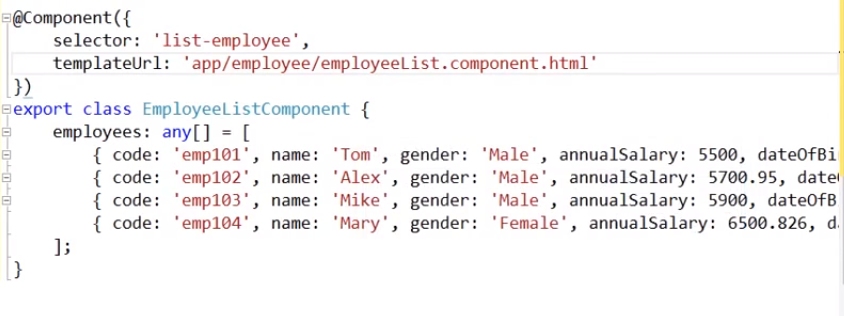 @Component({
    selector: 'list-employee',
    templateUrl: 'app/employee/employeeList.component.html'
})
export class EmployeeListComponent {
    employees: any[] = [
        { code: 'emp101', name: 'Tom', gender: 'Male', annualSalary: 5500, dateOfBi
        { code: 'emp102', name: 'Alex', gender: 'Male', annualSalary: 5700.95, date
        { code: 'emp103', name: 'Mike', gender: 'Male', annualSalary: 5900, dateOfB
        { code: 'emp104', name: 'Mary', gender: 'Female', annualSalary: 6500.826, d
    ];
}